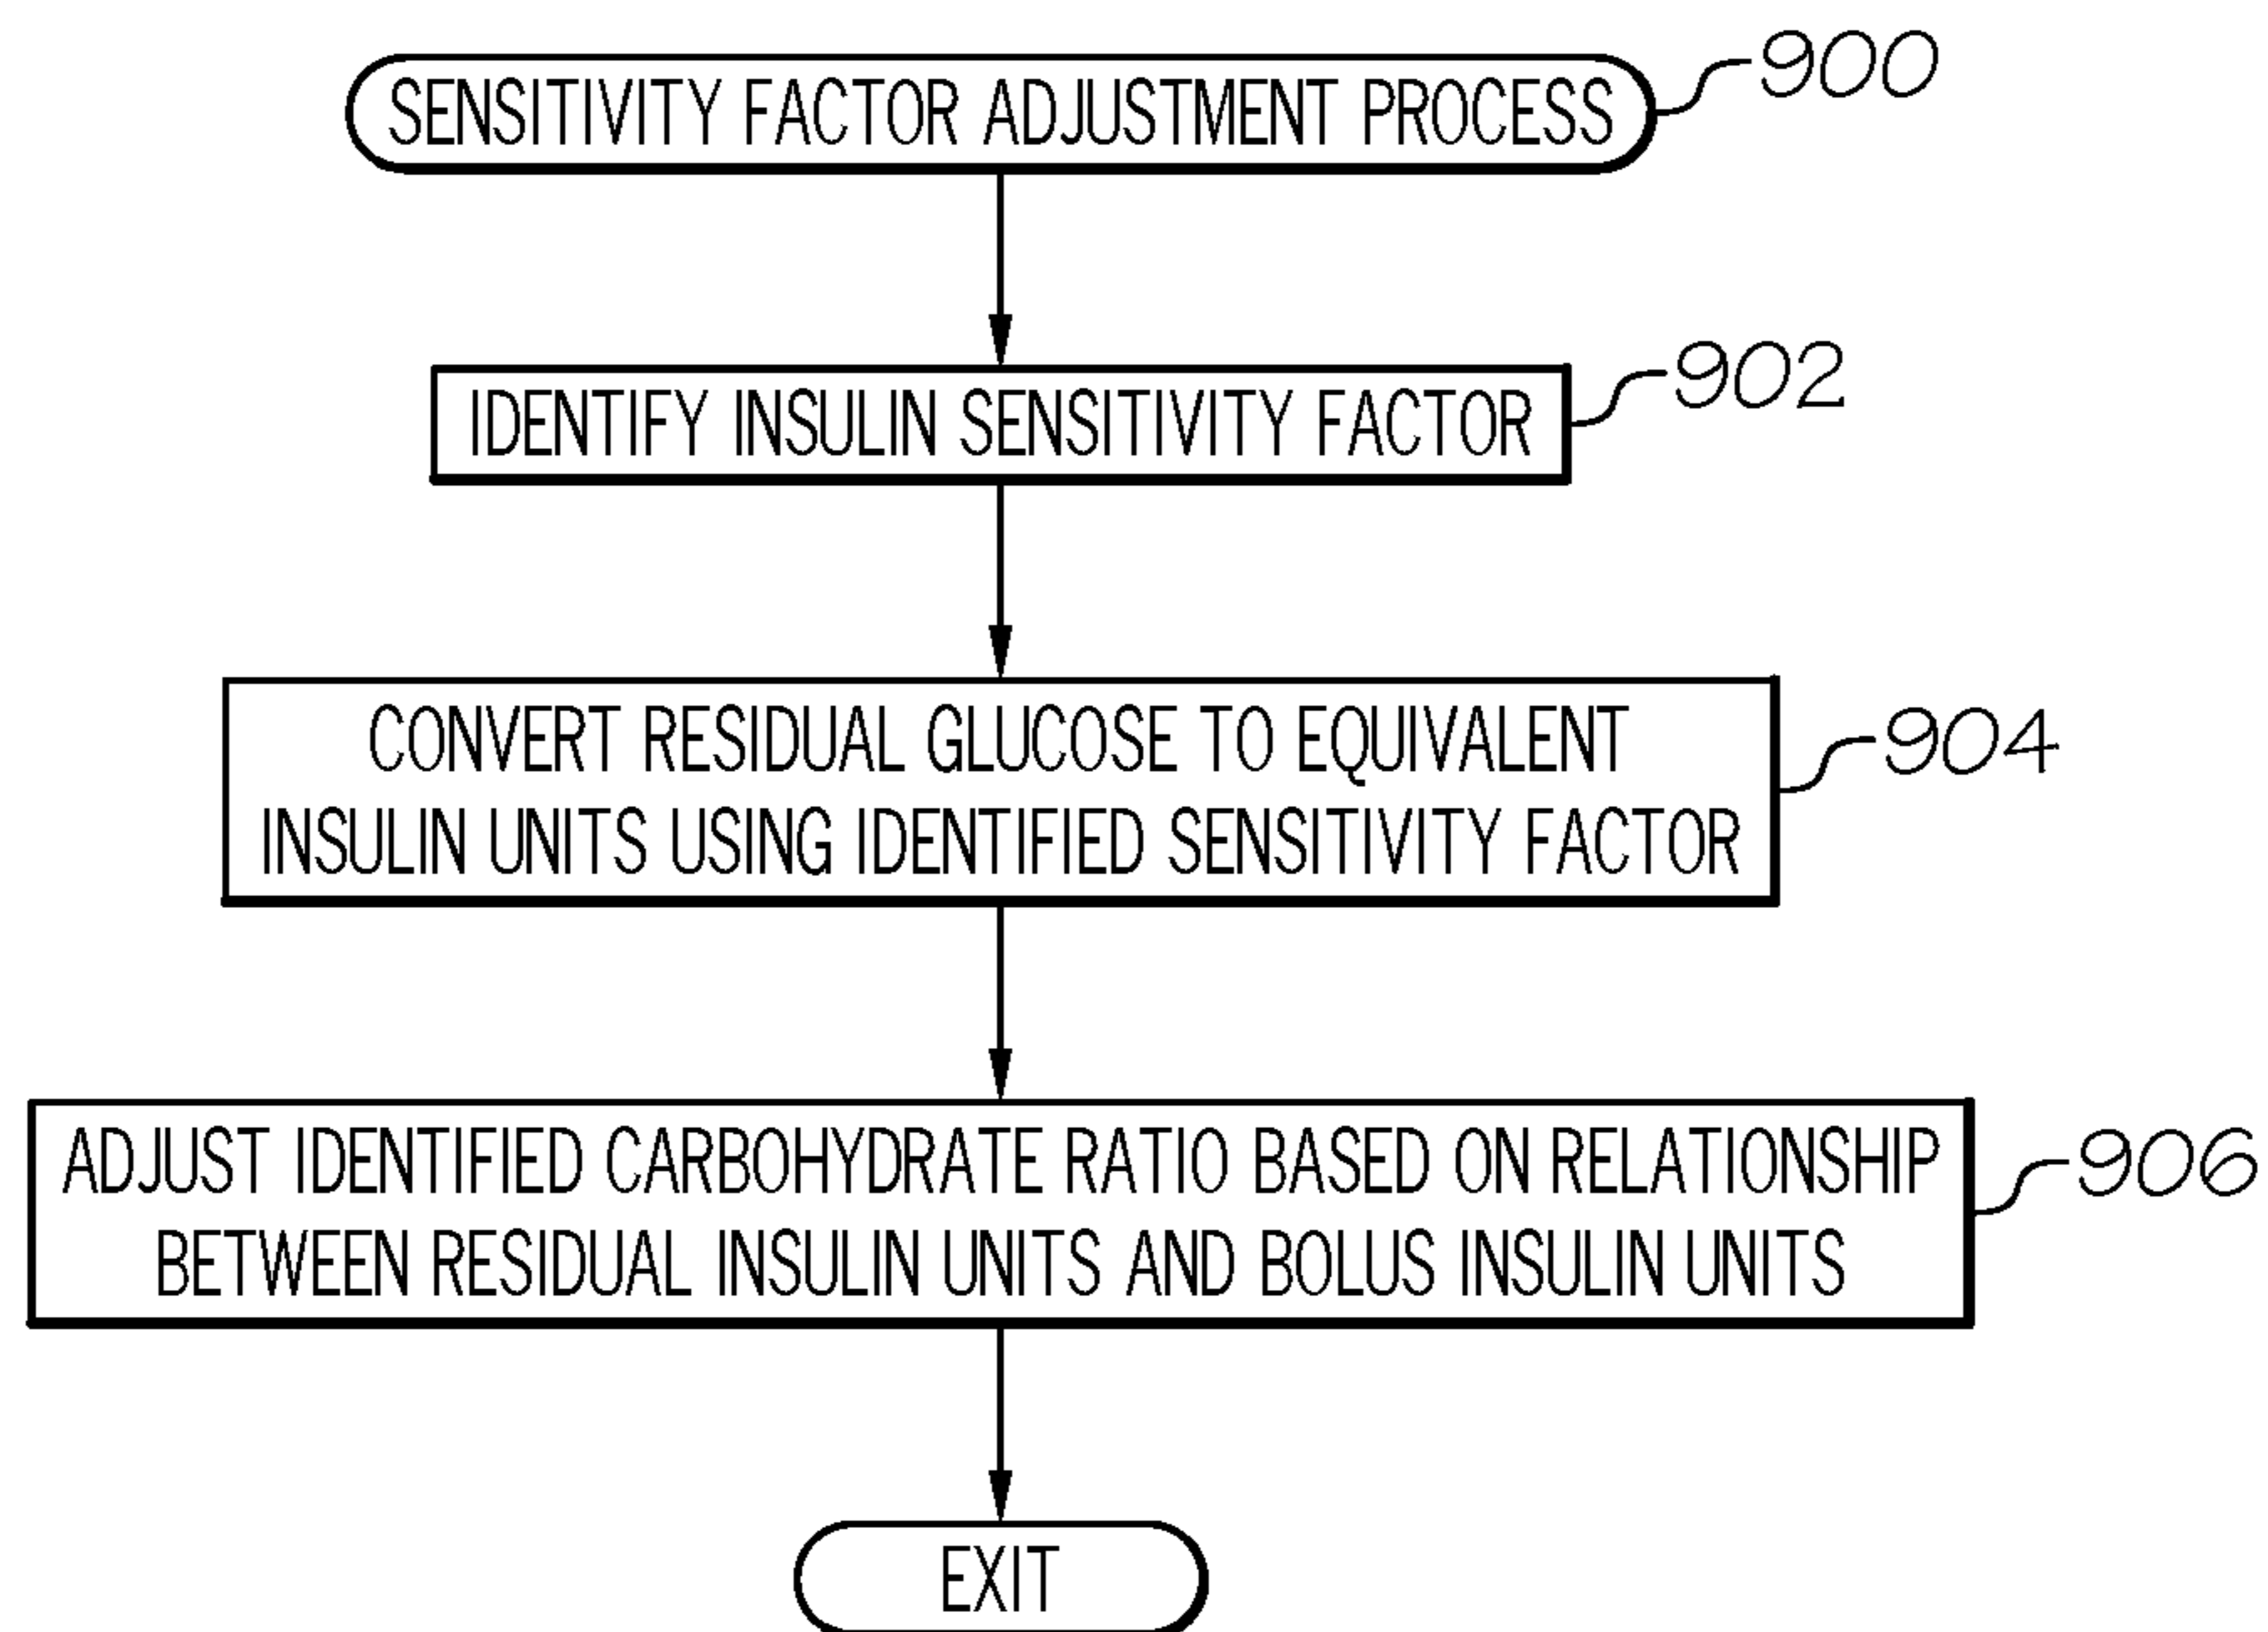 SENSITIVITY FACTOR ADJUSTMENT PROCESS
900
IDENTIFY INSULIN SENSITIVITY FACTOR
902
CONVERT RESIDUAL GLUCOSE TO EQUIVALENT
INSULIN UNITS USING IDENTIFIED SENSITIVITY FACTOR
904
ADJUST IDENTIFIED CARBOHYDRATE RATIO BASED ON RELATIONSHIP
BETWEEN RESIDUAL INSULIN UNITS AND BOLUS INSULIN UNITS
906
EXIT